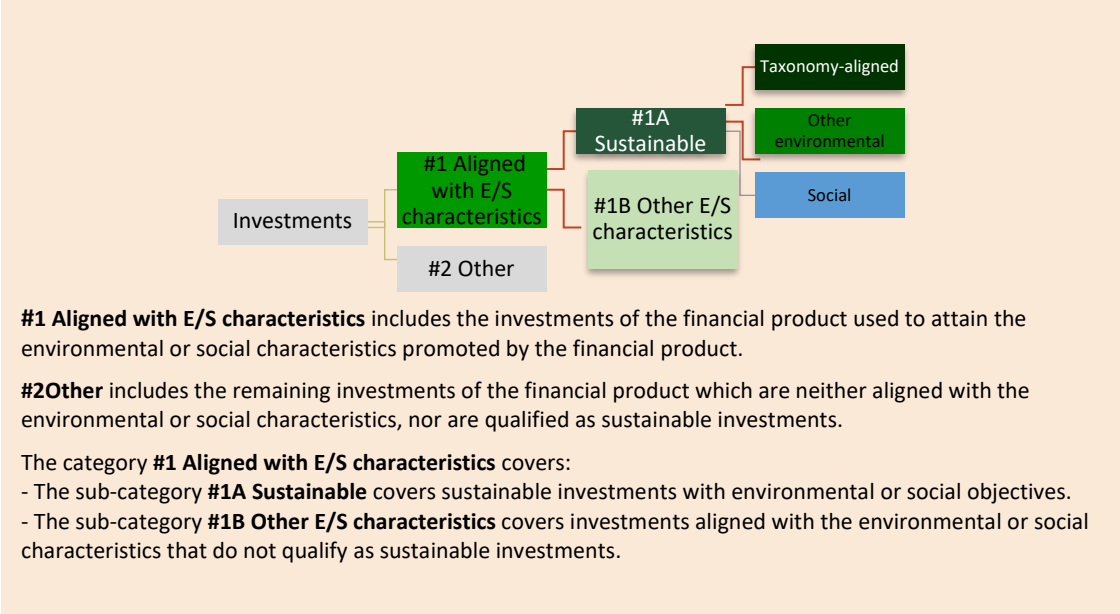 Taxonomy-aligned
#1A
Sustainable
Other
environmental
#1 Aligned
with E/S
characteristics
Social
#1B Other E/S
characteristics
Investments
#2 Other
#1 Aligned with E/S characteristics includes the investments of the financial product used to attain the
environmental or social characteristics promoted by the financial product.
#2Other includes the remaining investments of the financial product which are neither aligned with the
environmental or social characteristics, nor are qualified as sustainable investments.
The category #1 Aligned with E/S characteristics covers:
- The sub-category #1A Sustainable covers sustainable investments with environmental or social objectives.
- The sub-category #1B Other E/S characteristics covers investments aligned with the environmental or social
characteristics that do not qualify as sustainable investments.